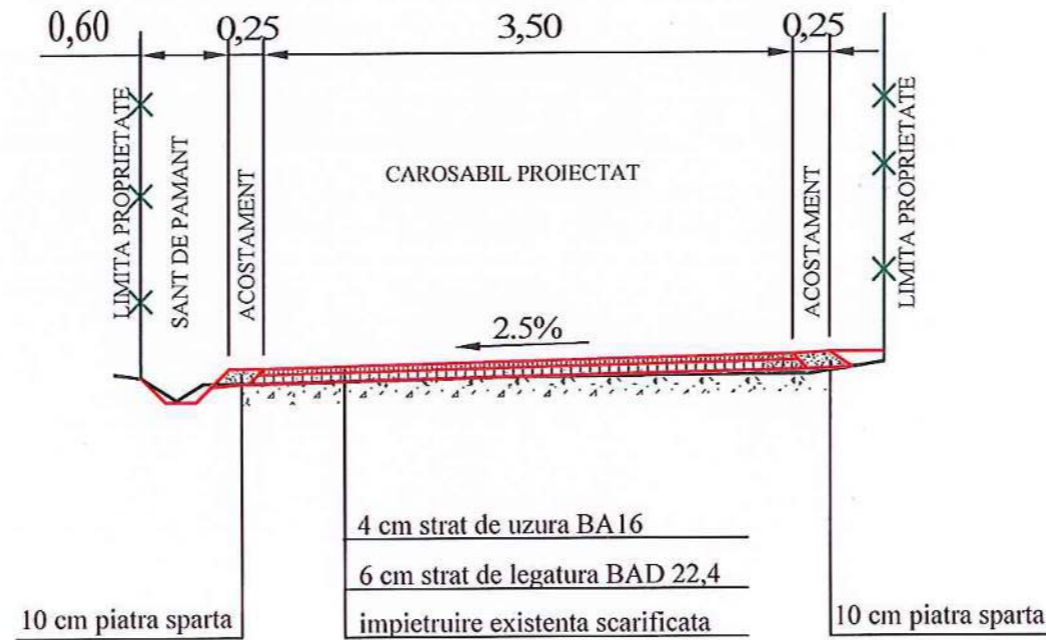 0,60 0,25 3,50 0,25
LIMITA PROPRIETATE
SANT DE PAMANT
ACOSTAMENT
CAROSABIL PROIECTAT
ACOSTAMENT
LIMITA PROPRIETATE
2.5%
4 cm strat de uzura BA16
6 cm strat de legatura BAD 22,4
10 cm piatra sparta
impietruire existenta scarificata
10 cm piatra sparta